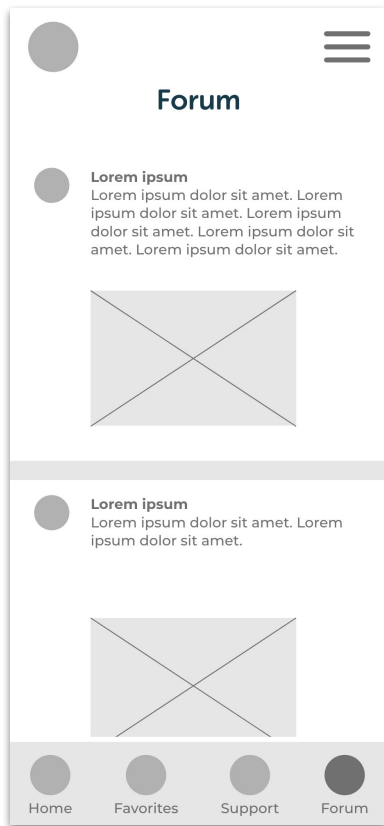 Forum
Lorem ipsum
Lorem ipsum dolor sit amet. Lorem
ipsum dolor sit amet. Lorem ipsum
dolor sit amet. Lorem ipsum dolor sit
amet. Lorem ipsum dolor sit amet.
Lorem ipsum
Lorem ipsum dolor sit amet. Lorem
ipsum dolor sit amet.
Home Favorites Support Forum